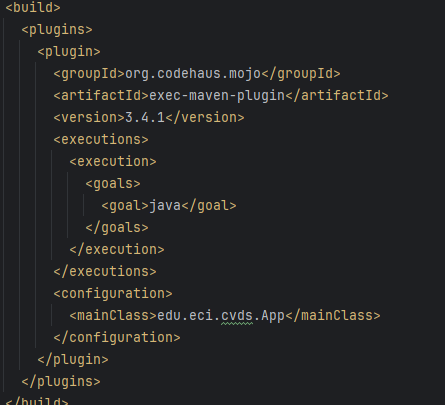 <build>
<plugins>
<plugin>
<groupId>org.codehaus.mojo</groupId>
<artifactId>exec-maven-plugin</artifactId>
<version>3.4.1</version>
<executions>
<execution>
<goals>
<goal>java</goal>
</goals>
</execution>
</executions>
<configuration>
<mainClass>edu.eci.cvds.App</mainClass>
</configuration>
</plugin>
</plugins>
</build>